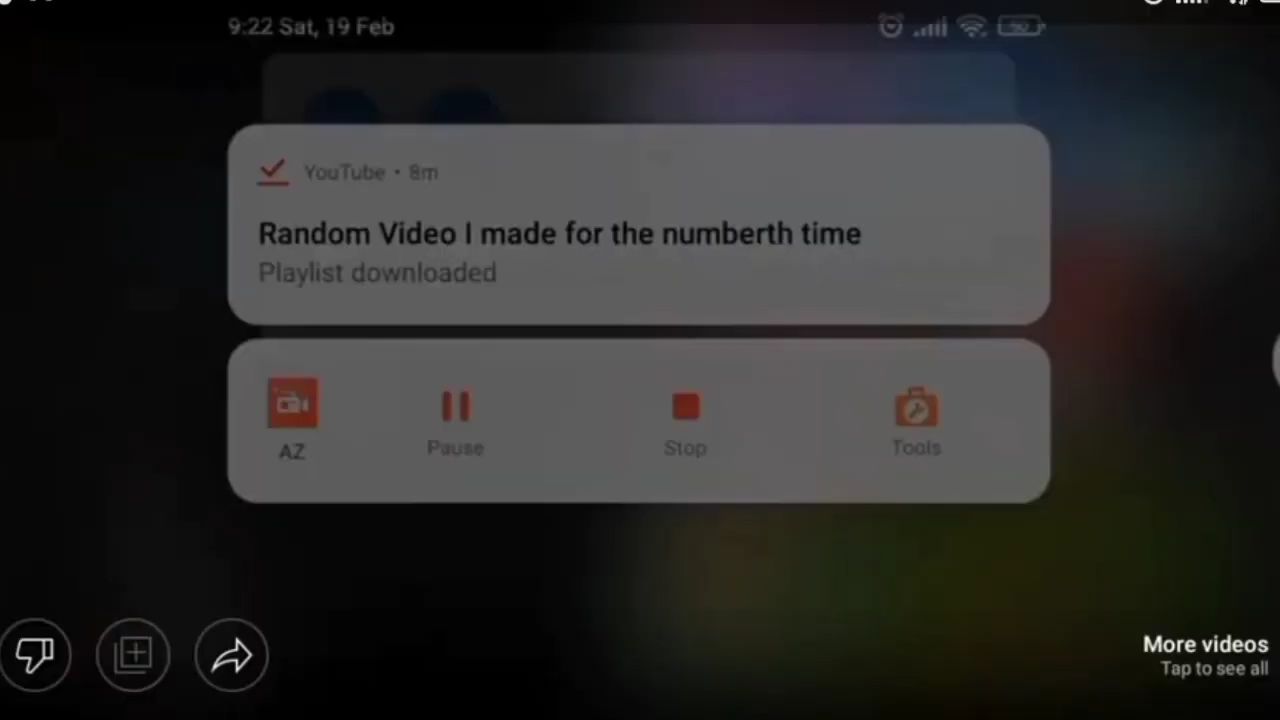 9:22 Sat, 19 Feb
YouTube • 8m
Random Video I made for the numberth time
Playlist downloaded
AZ
Pause
Stop
Tools
More videos
Tap to see all